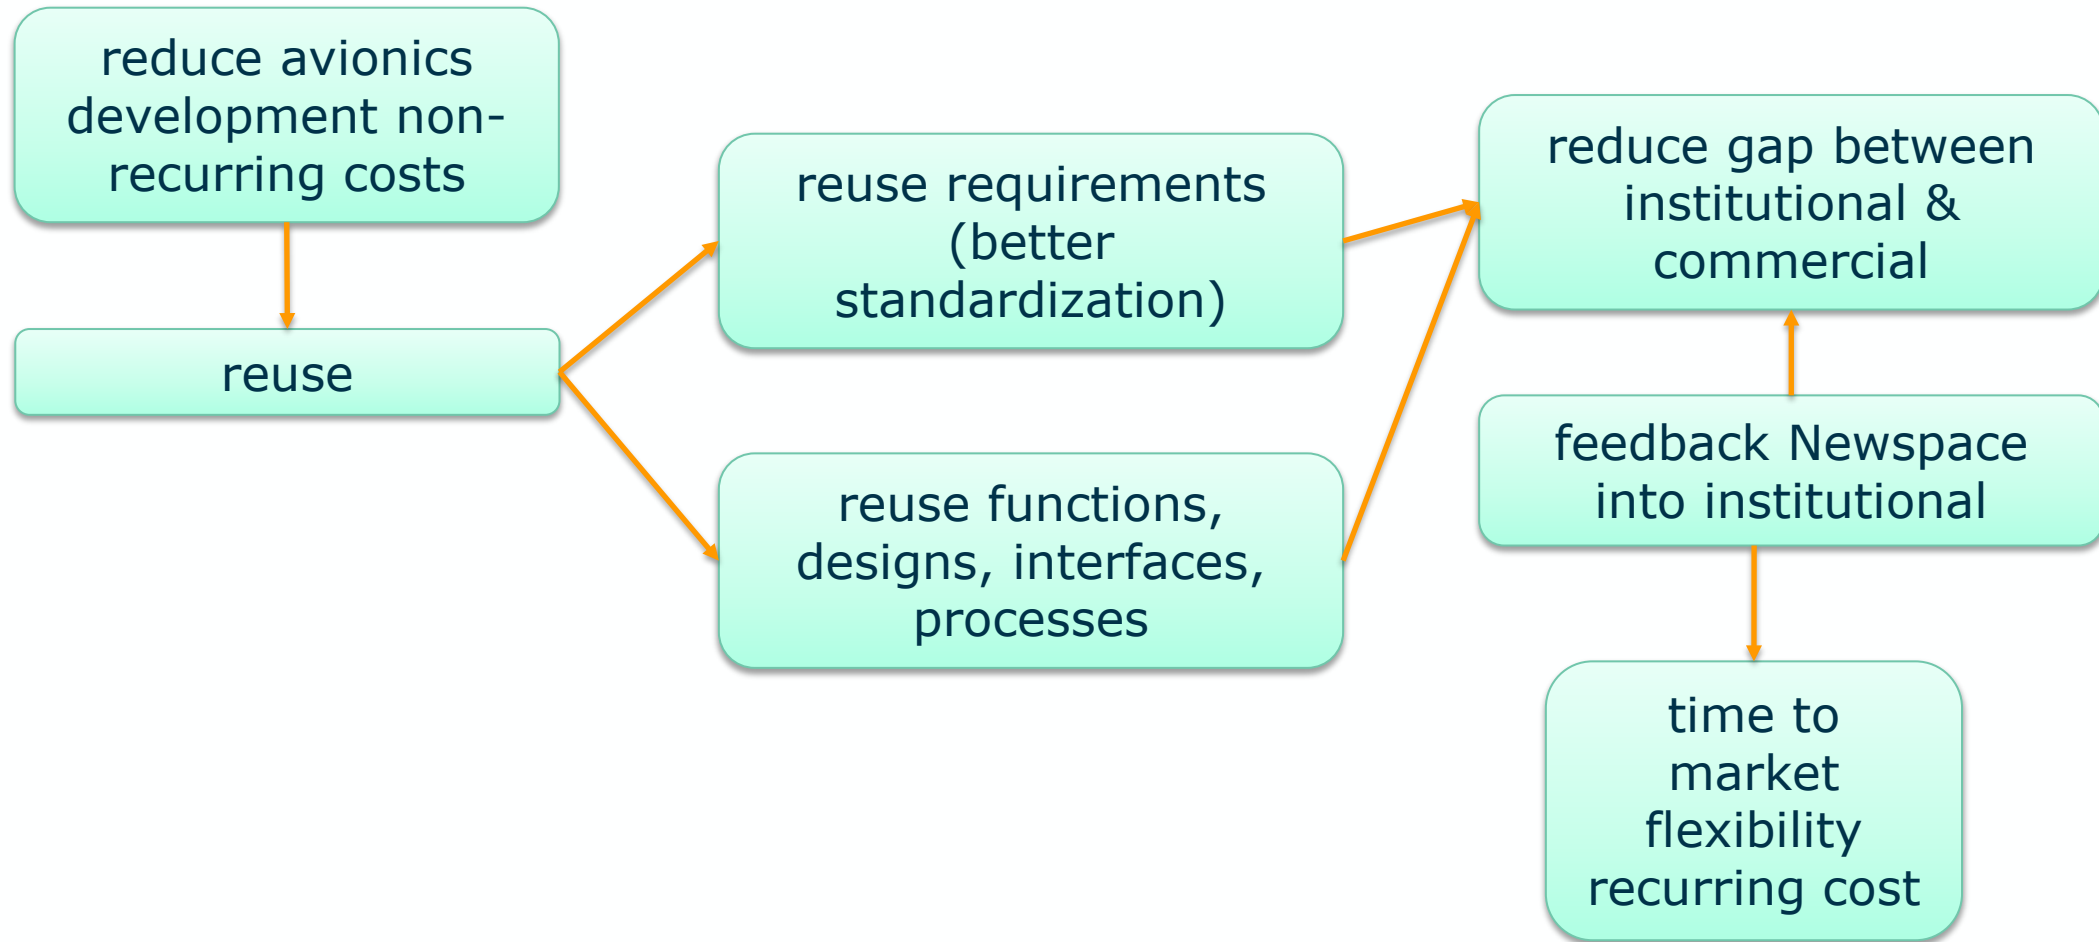 reduce avionics
development non-
recurring costs
reuse
reuse requirements
(better
standardization)
reuse functions,
designs, interfaces,
processes
reduce gap between
institutional &
commercial
feedback Newspace
into institutional
time to
market
flexibility
recurring cost